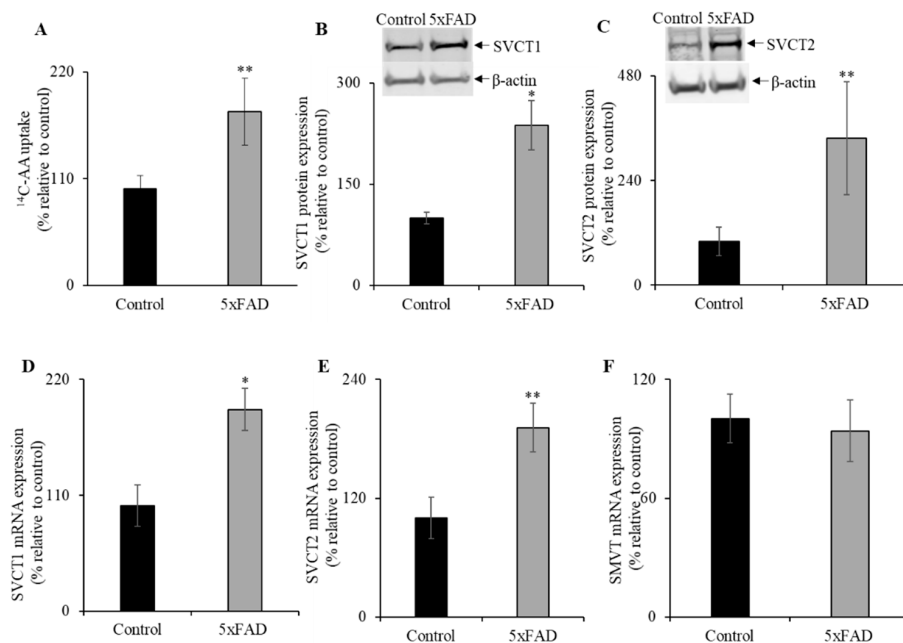 A
¹⁴C-AA uptake
(% relative to control)
220
110
0
**
Control
5xFAD
B
Control 5xFAD
SVCT1
β-actin
SVCT1 protein expression
(% relative to control)
300
150
0
*
Control
5xFAD
C
Control 5xFAD
SVCT2
β-actin
SVCT2 protein expression
(% relative to control)
480
240
0
**
Control
5xFAD
D
SVCT1 mRNA expression
(% relative to control)
220
110
0
*
Control
5xFAD
E
SVCT2 mRNA expression
(% relative to control)
240
120
0
**
Control
5xFAD
F
SMVT mRNA expression
(% relative to control)
120
60
0
Control
5xFAD